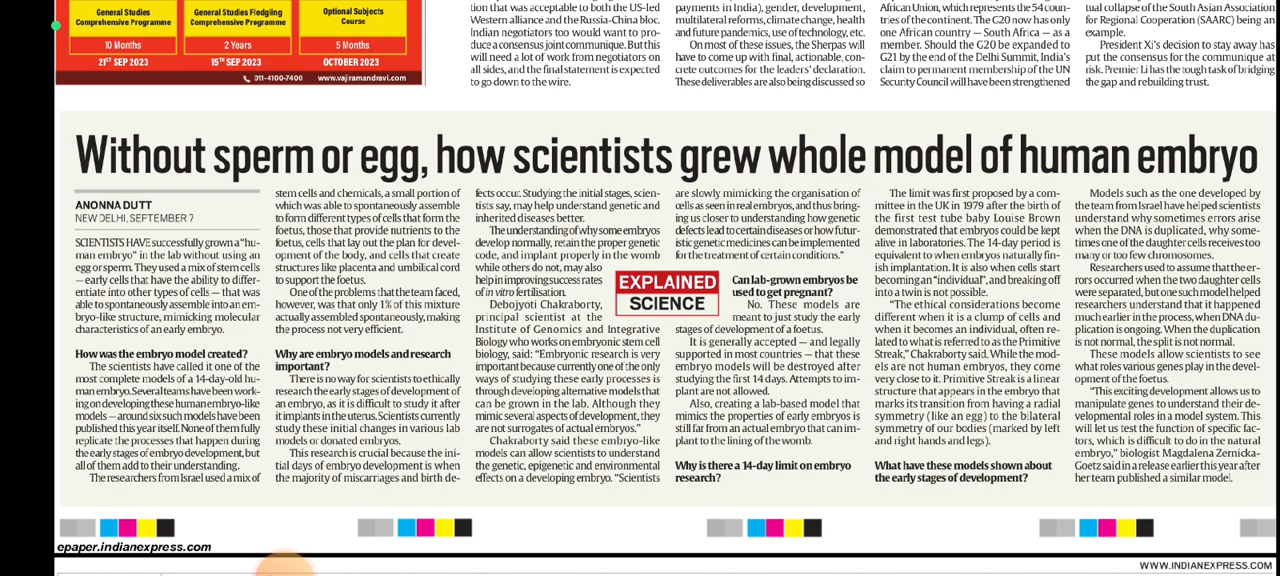 General Studies
Comprehensive Programme
10 Months
21ST SEP 2023
General Studies Fledgling
Comprehensive Programme
2 Years
15TH SEP 2023
Optional Subjects
Course
5 Months
OCTOBER 2023
011-4100-7400 www.vajiramandravi.com
tion that was acceptable to both the US-led
Western alliance and the Russia-China bloc.
Indian negotiators too would want to pro-
duce a consensus joint communique. But this
will need a lot of work from negotiators on
all sides, and the final statement is expected
to go down to the wire.
payments in India), gender, development,
multilateral reforms, climate change, health
and future pandemics, use of technology, etc.
On most of these issues, the Sherpas will
have to come up with final, actionable, con-
crete outcomes for the leaders' declaration.
These deliverables are also being discussed so
African Union, which represents the 54 coun-
tries of the continent. The G20 now has only
one African country — South Africa — as a
member. Should the G20 be expanded to
G21 by the end of the Delhi Summit, India's
claim to permanent membership of the UN
Security Council will have been strengthened
tual collapse of the South Asian Association
for Regional Cooperation (SAARC) being an
example.
President Xi's decision to stay away has
put the consensus for the communique at
risk. Premier Li has the tough task of bridging
the gap and rebuilding trust.
Without sperm or egg, how scientists grew whole model of human embryo
ANONNA DUTT
NEW DELHI, SEPTEMBER 7
SCIENTISTS HAVE successfully grown a "hu-
man embryo" in the lab without using an
egg or sperm. They used a mix of stem cells
— early cells that have the ability to differ-
entiate into other types of cells — that was
able to spontaneously assemble into an em-
bryo-like structure, mimicking molecular
characteristics of an early embryo.
How was the embryo model created?
The scientists have called it one of the
most complete models of a 14-day-old hu-
man embryo. Several teams have been work-
ing on developing these human embryo-like
models — around six such models have been
published this year itself. None of them fully
replicate the processes that happen during
the early stages of embryo development, but
all of them add to their understanding.
The researchers from Israel used a mix of
stem cells and chemicals, a small portion of
which was able to spontaneously assemble
to form different types of cells that form the
foetus, those that provide nutrients to the
foetus, cells that lay out the plan for devel-
opment of the body, and cells that create
structures like placenta and umbilical cord
to support the foetus.
One of the problems that the team faced,
however, was that only 1% of this mixture
actually assembled spontaneously, making
the process not very efficient.
Why are embryo models and research
important?
There is no way for scientists to ethically
research the early stages of development of
an embryo, as it is difficult to study it after
it implants in the uterus. Scientists currently
study these initial changes in various lab
models or donated embryos.
This research is crucial because the ini-
tial days of embryo development is when
the majority of miscarriages and birth de-
fects occur. Studying the initial stages, scien-
tists say, may help understand genetic and
inherited diseases better.
The understanding of why some embryos
develop normally, retain the proper genetic
code, and implant properly in the womb
while others do not, may also
help in improving success rates
of in vitro fertilisation.
Debojyoti Chakraborty,
principal scientist at the
Institute of Genomics and Integrative
Biology who works on embryonic stem cell
biology, said: "Embryonic research is very
important because currently one of the only
ways of studying these early processes is
through developing alternative models that
can be grown in the lab. Although they
mimic several aspects of development, they
are not surrogates of actual embryos."
Chakraborty said these embryo-like
models can allow scientists to understand
the genetic, epigenetic and environmental
effects on a developing embryo. "Scientists
EXPLAINED
SCIENCE
are slowly mimicking the organisation of
cells as seen in real embryos, and thus bring-
ing us closer to understanding how genetic
defects lead to certain diseases or how futur-
istic genetic medicines can be implemented
for the treatment of certain conditions."
Can lab-grown embryos be
used to get pregnant?
No. These models are
meant to just study the early
stages of development of a foetus.
It is generally accepted — and legally
supported in most countries — that these
embryo models will be destroyed after
studying the first 14 days. Attempts to im-
plant are not allowed.
Also, creating a lab-based model that
mimics the properties of early embryos is
still far from an actual embryo that can im-
plant to the lining of the womb.
Why is there a 14-day limit on embryo
research?
The limit was first proposed by a com-
mittee in the UK in 1979 after the birth of
the first test tube baby Louise Brown
demonstrated that embryos could be kept
alive in laboratories. The 14-day period is
equivalent to when embryos naturally fin-
ish implantation. It is also when cells start
becoming an "individual", and breaking off
into a twin is not possible.
"The ethical considerations become
different when it is a clump of cells and
when it becomes an individual, often re-
lated to what is referred to as the Primitive
Streak," Chakraborty said. While the mod-
els are not human embryos, they come
very close to it. Primitive Streak is a linear
structure that appears in the embryo that
marks its transition from having a radial
symmetry (like an egg) to the bilateral
symmetry of our bodies (marked by left
and right hands and legs).
What have these models shown about
the early stages of development?
Models such as the one developed by
the team from Israel have helped scientists
understand why sometimes errors arise
when the DNA is duplicated, why some-
times one of the daughter cells receives too
many or too few chromosomes.
Researchers used to assume that the er-
rors occurred when the two daughter cells
were separated, but one such model helped
researchers understand that it happened
much earlier in the process, when DNA du-
plication is ongoing. When the duplication
is not normal, the split is not normal.
These models allow scientists to see
what roles various genes play in the devel-
opment of the foetus.
"This exciting development allows us to
manipulate genes to understand their de-
velopmental roles in a model system. This
will let us test the function of specific fac-
tors, which is difficult to do in the natural
embryo," biologist Magdalena Zernicka-
Goetz said in a release earlier this year after
her team published a similar model.
epaper.indianexpress.com
WWW.INDIANEXPRESS.COM